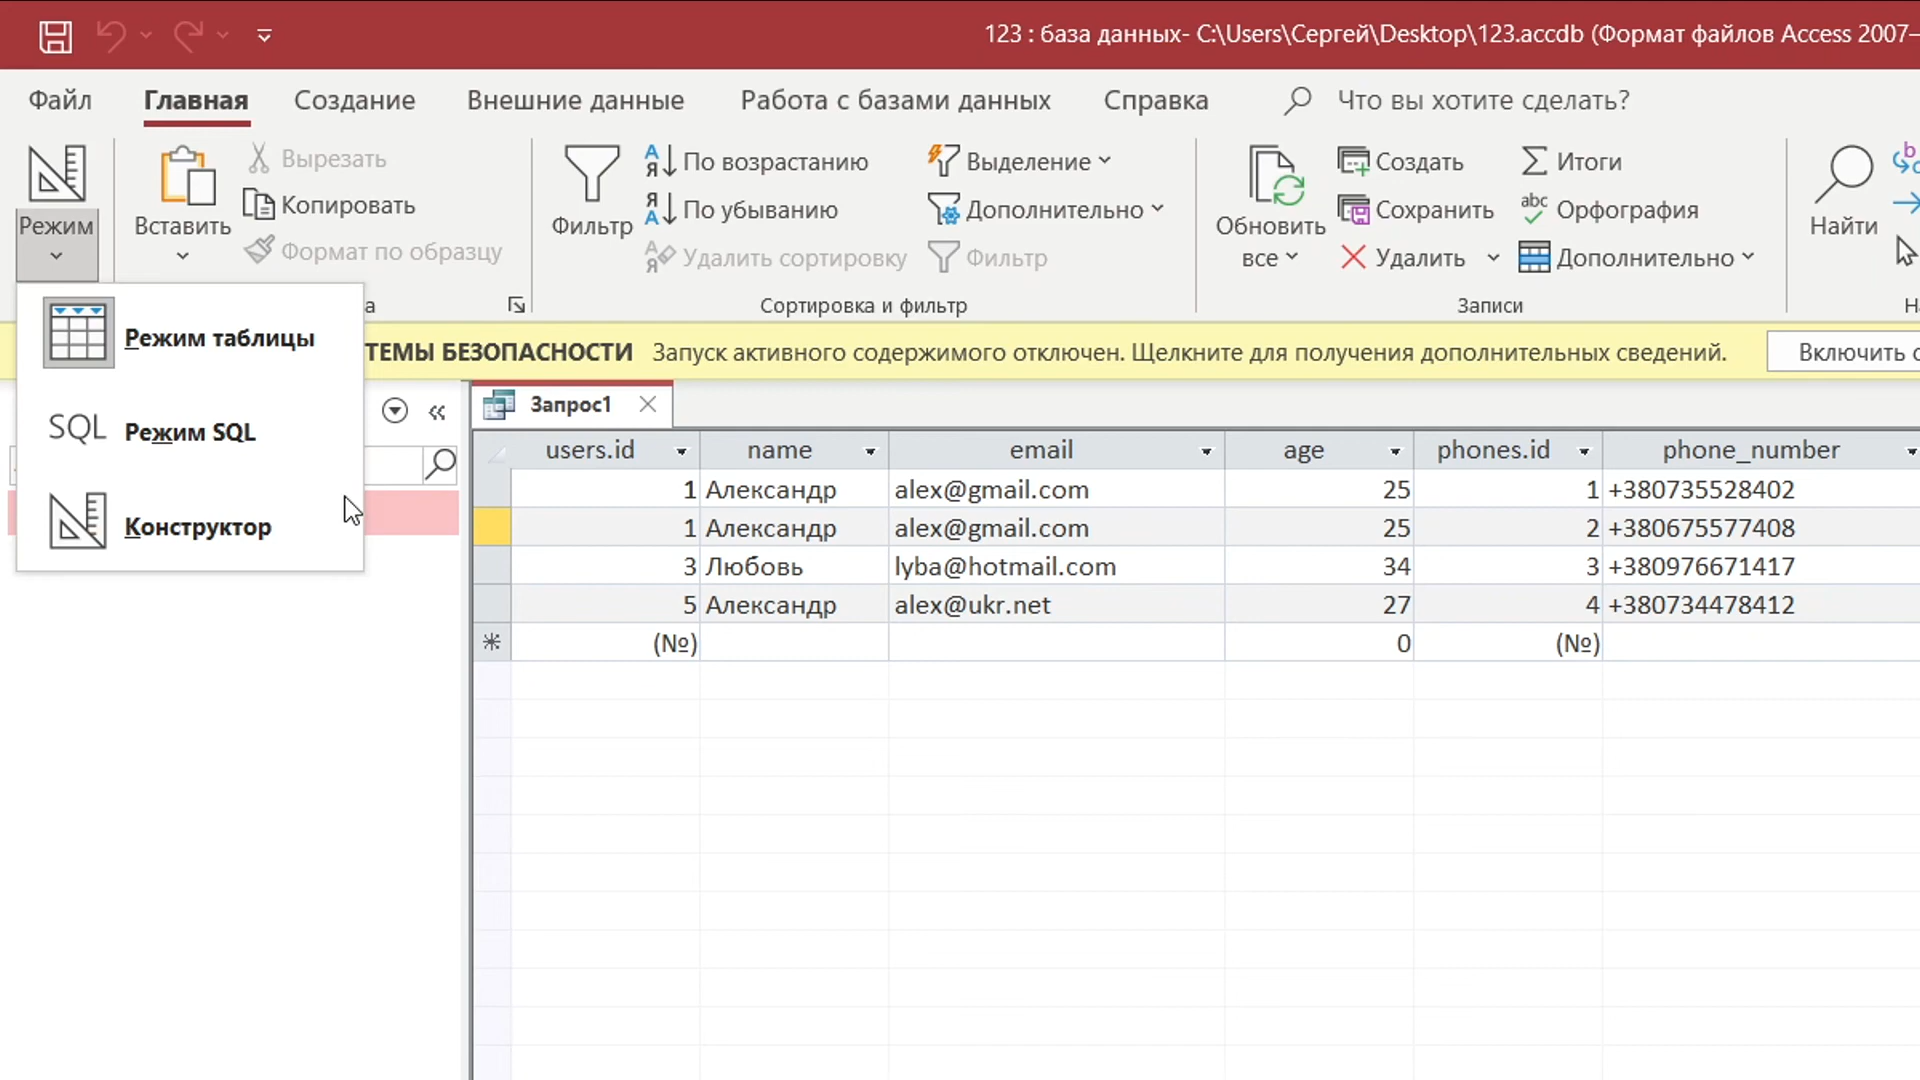 123 : база данных- C:\Users\Сергей\Desktop\123.accdb (Формат файлов Access 2007–
Файл Главная Создание Внешние данные Работа с базами данных Справка Что вы хотите сделать?
Режим
Вставить
Вырезать
Копировать
Формат по образцу
а
Фильтр
По возрастанию
По убыванию
Удалить сортировку
Выделение
Дополнительно
Фильтр
Сортировка и фильтр
Обновить
все
Создать
Сохранить
Удалить
Итоги
Орфография
Дополнительно
Записи
Найти
Н
Режим таблицы
SQL Режим SQL
Конструктор
ТЕМЫ БЕЗОПАСНОСТИ Запуск активного содержимого отключен. Щелкните для получения дополнительных сведений. Включить с
Запрос1
users.id name email age phones.id phone_number
1 Александр alex@gmail.com 25 1 +380735528402
1 Александр alex@gmail.com 25 2 +380675577408
3 Любовь lyba@hotmail.com 34 3 +380976671417
5 Александр alex@ukr.net 27 4 +380734478412
(№) 0 (№)